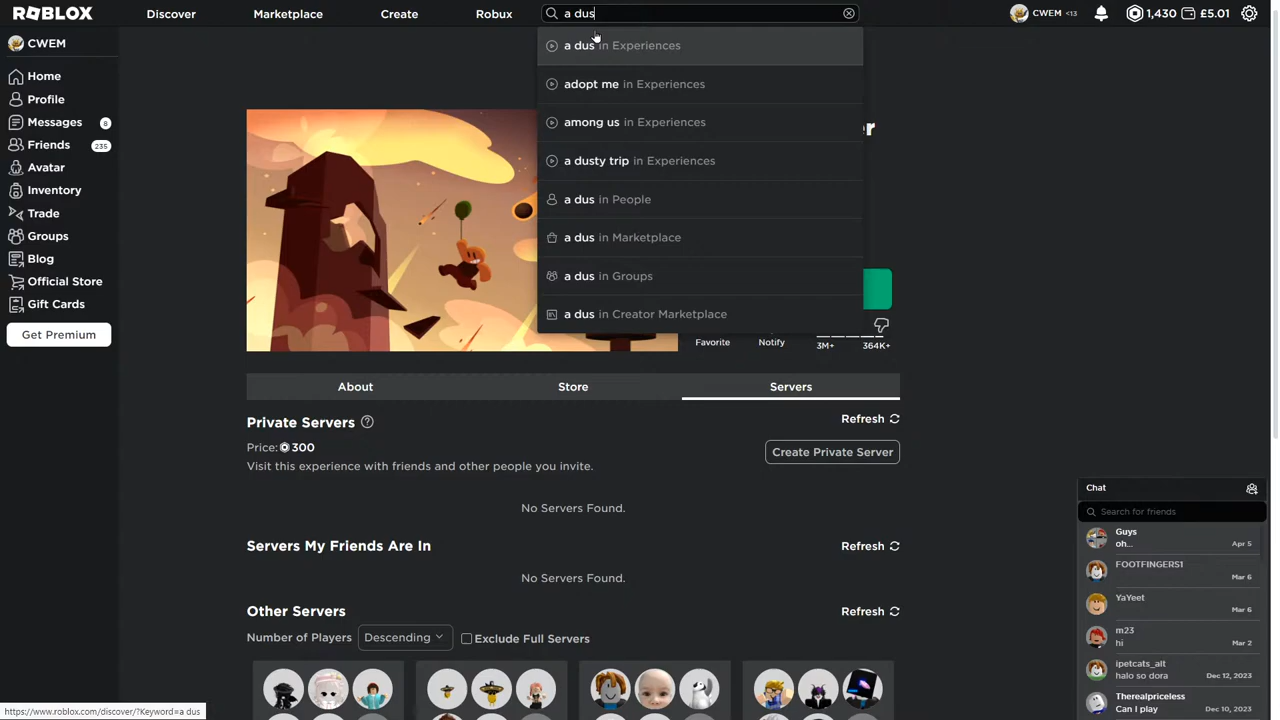 ROBLOX
Discover
Marketplace
Create
Robux
a dus
CWEM <13
1,430
£5.01
CWEM
Home
Profile
Messages 8
Friends 235
Avatar
Inventory
Trade
Groups
Blog
Official Store
Gift Cards
Get Premium
a dus in Experiences
adopt me in Experiences
among us in Experiences
a dusty trip in Experiences
a dus in People
a dus in Marketplace
a dus in Groups
a dus in Creator Marketplace
Favorite
Notify
3M+
364K+
About
Store
Servers
Private Servers
Refresh
Price: 300
Create Private Server
Visit this experience with friends and other people you invite.
No Servers Found.
Servers My Friends Are In
Refresh
No Servers Found.
Other Servers
Refresh
Number of Players
Descending
Exclude Full Servers
Chat
Search for friends
Guys
oh...
Apr 5
FOOTFINGERS1
Mar 6
YaYeet
Mar 6
m23
hi
Mar 2
ipetcats_alt
halo so dora
Dec 12, 2023
Therealpriceless
Can I play
Dec 10, 2023
https://www.roblox.com/discover/?Keyword=a dus